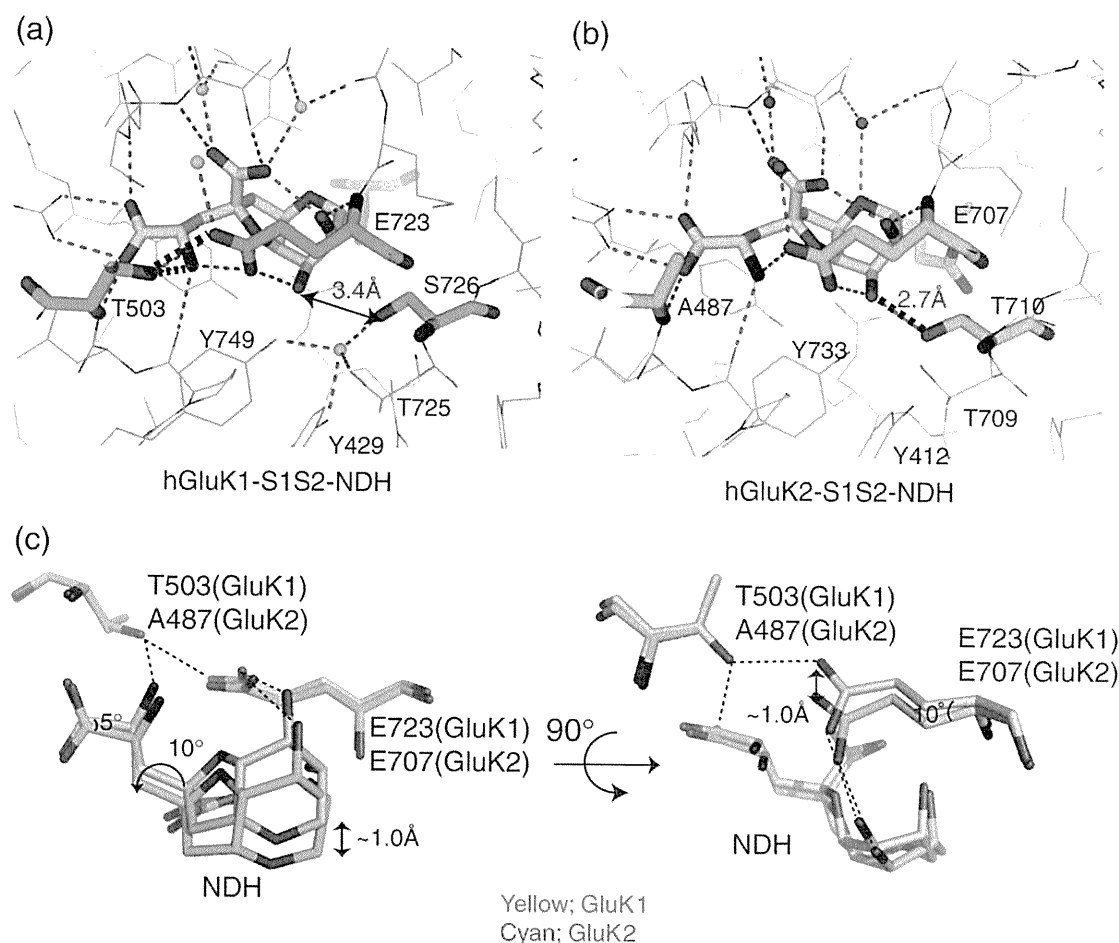 (a)
(b)
E723
3.4Å
S726
T503
Y749
T725
Y429
hGluK1-S1S2-NDH
E707
A487
2.7Å
T710
Y733
T709
Y412
hGluK2-S1S2-NDH
(c)
T503(GluK1)
A487(GluK2)
5°
10°
E723(GluK1)
E707(GluK2)
~1.0Å
NDH
90°
T503(GluK1)
A487(GluK2)
E723(GluK1)
E707(GluK2)
~1.0Å
10°
NDH
Yellow; GluK1
Cyan; GluK2